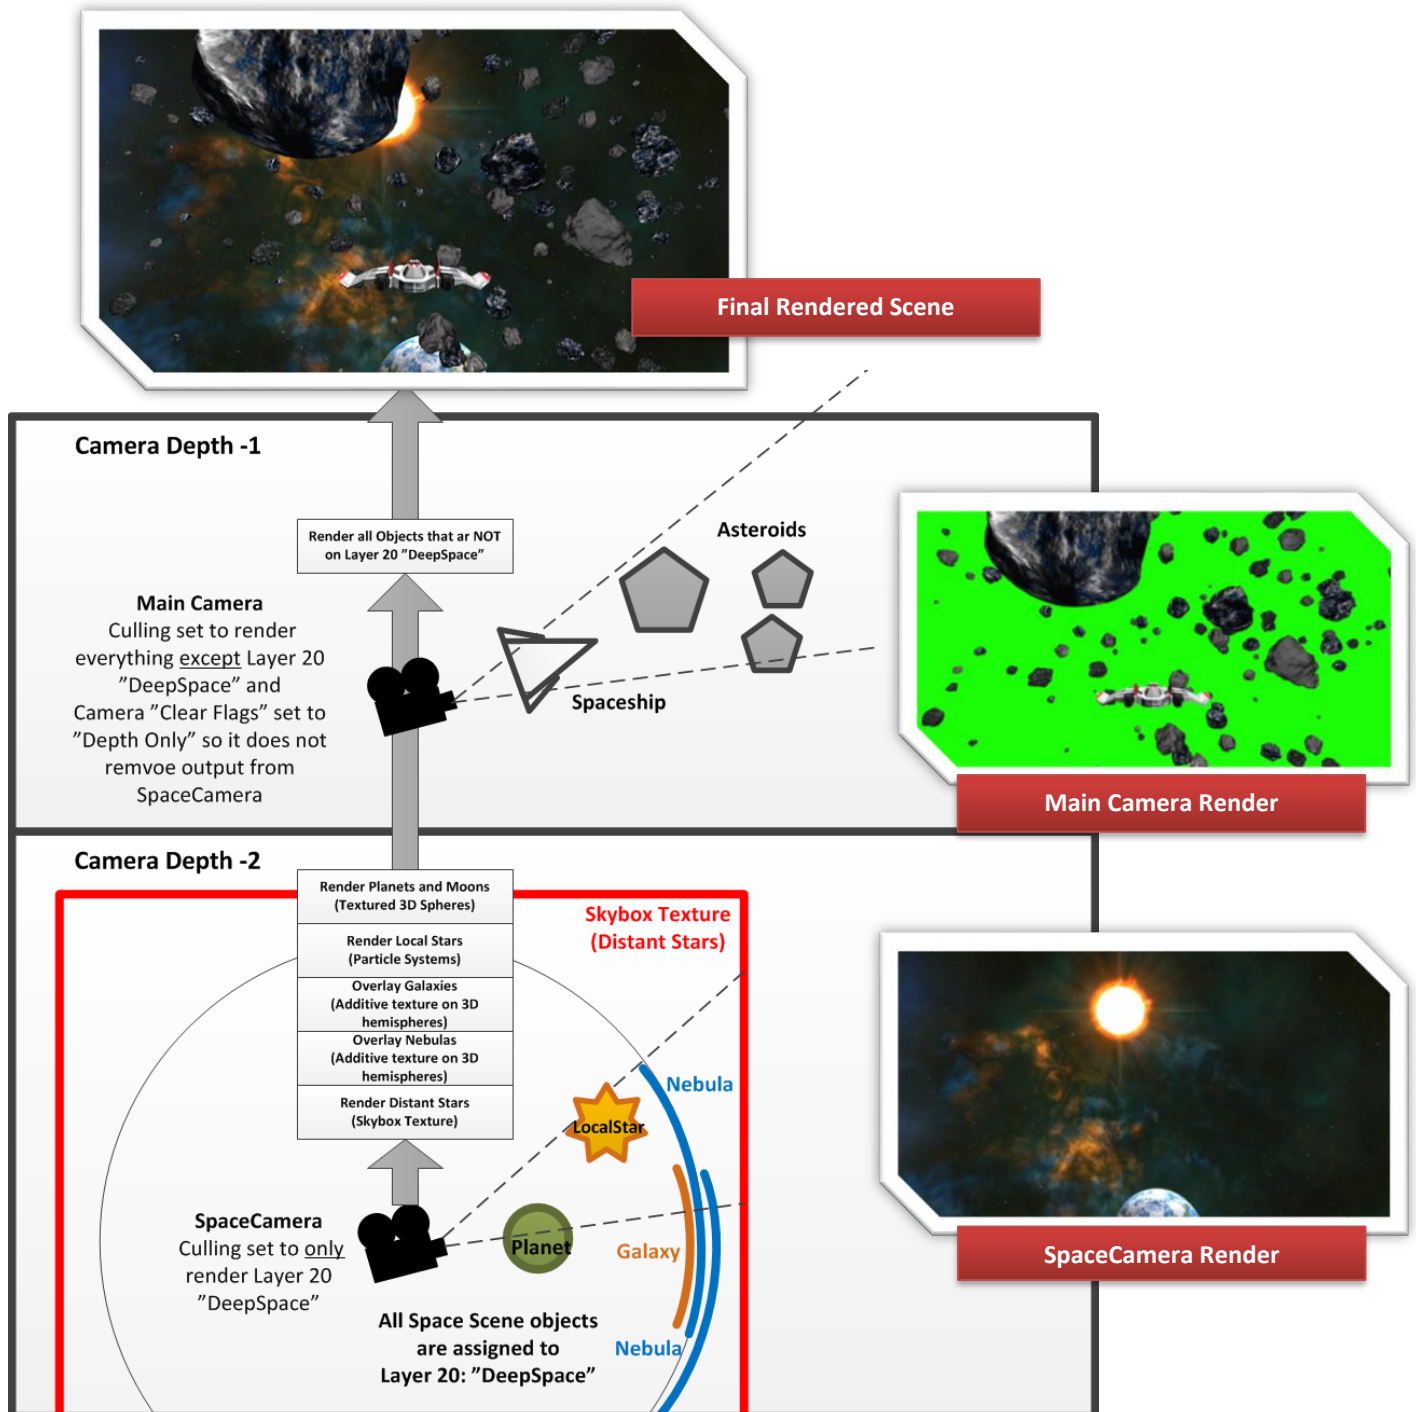 Final Rendered Scene
Camera Depth -1
Render all Objects that ar NOT
on Layer 20 ”DeepSpace”
Asteroids
Main Camera
Culling set to render
everything except Layer 20
”DeepSpace” and
Camera ”Clear Flags” set to
”Depth Only” so it does not
remvoe output from
SpaceCamera
Spaceship
Main Camera Render
Camera Depth -2
Render Planets and Moons
(Textured 3D Spheres)
Render Local Stars
(Particle Systems)
Overlay Galaxies
(Additive texture on 3D
hemispheres)
Overlay Nebulas
(Additive texture on 3D
hemispheres)
Render Distant Stars
(Skybox Texture)
Skybox Texture
(Distant Stars)
Nebula
LocalStar
SpaceCamera
Culling set to only
render Layer 20
”DeepSpace”
Planet
Galaxy
Nebula
All Space Scene objects
are assigned to
Layer 20: ”DeepSpace”
SpaceCamera Render